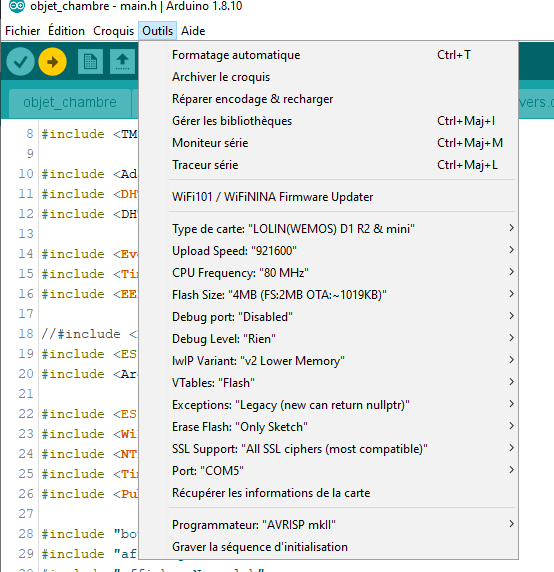 objet_chambre - main.h | Arduino 1.8.10
Fichier Édition Croquis Outils Aide
Formatage automatique Ctrl+T
Archiver le croquis
Réparer encodage & recharger
Gérer les bibliothèques Ctrl+Maj+I
Moniteur série Ctrl+Maj+M
Traceur série Ctrl+Maj+L
WiFi101 / WiFiNINA Firmware Updater
Type de carte: "LOLIN(WEMOS) D1 R2 & mini"
Upload Speed: "921600"
CPU Frequency: "80 MHz"
Flash Size: "4MB (FS:2MB OTA:~1019KB)"
Debug port: "Disabled"
Debug Level: "Rien"
lwIP Variant: "v2 Lower Memory"
VTables: "Flash"
Exceptions: "Legacy (new can return nullptr)"
Erase Flash: "Only Sketch"
SSL Support: "All SSL ciphers (most compatible)"
Port: "COM5"
Récupérer les informations de la carte
Programmateur: "AVRISP mkII"
Graver la séquence d'initialisation
objet_chambre
vers.
8 #include <TM
9
10 #include <Ad
11 #include <DH
12 #include <DH
13
14 #include <Eve
15 #include <Ti
16 #include <EE
17
18 //#include <
19 #include <ES
20 #include <Ar
21
22 #include <ES
23 #include <Wi
24 #include <NT
25 #include <Ti
26 #include <Pu
27
28 #include "bo
29 #include "af